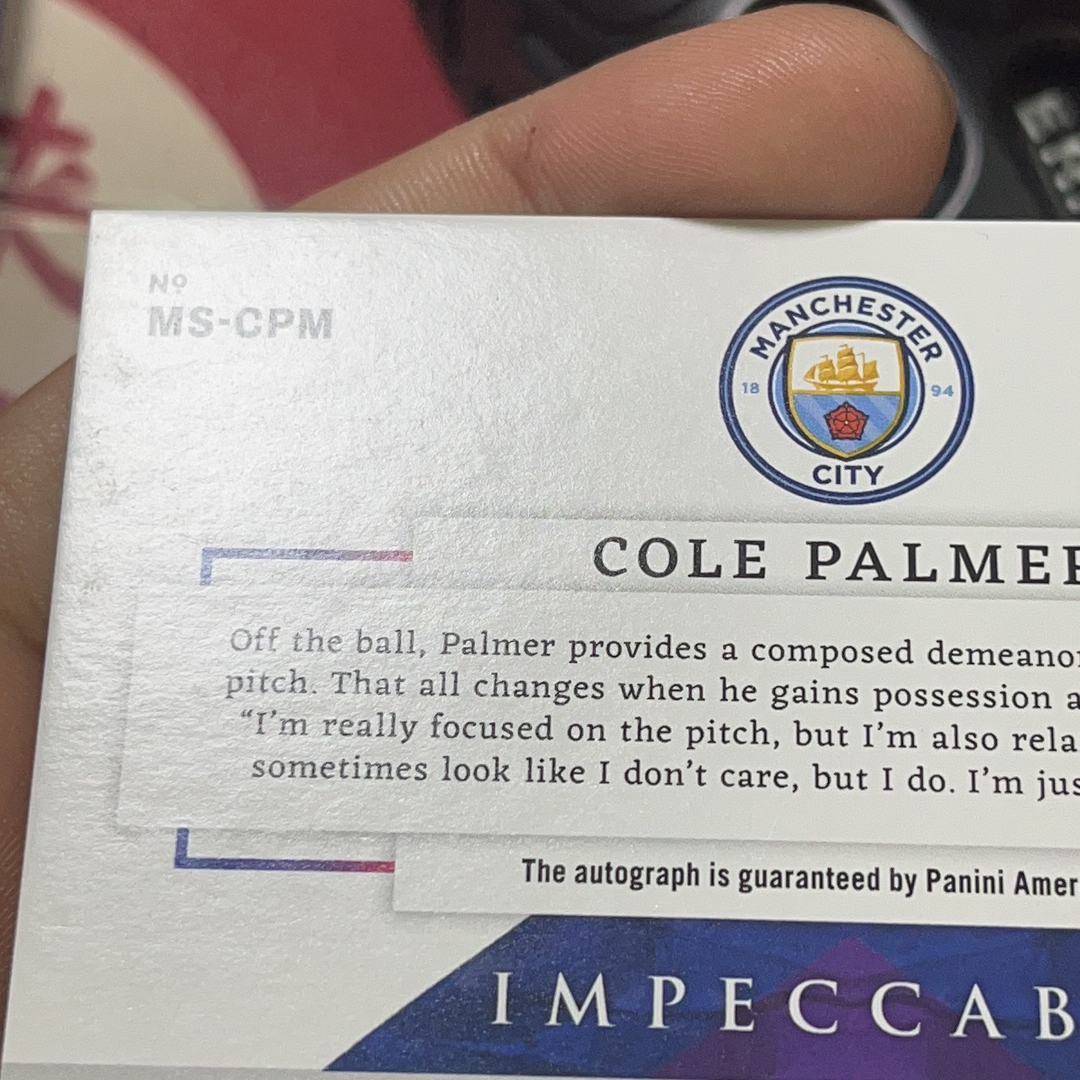 Nº
MS-CPM
MANCHESTER
18 94
CITY
COLE PALMER
Off the ball, Palmer provides a composed demeanor
pitch. That all changes when he gains possession a
“I’m really focused on the pitch, but I’m also rela
sometimes look like I don’t care, but I do. I’m jus
The autograph is guaranteed by Panini Amer
IMPECCAB